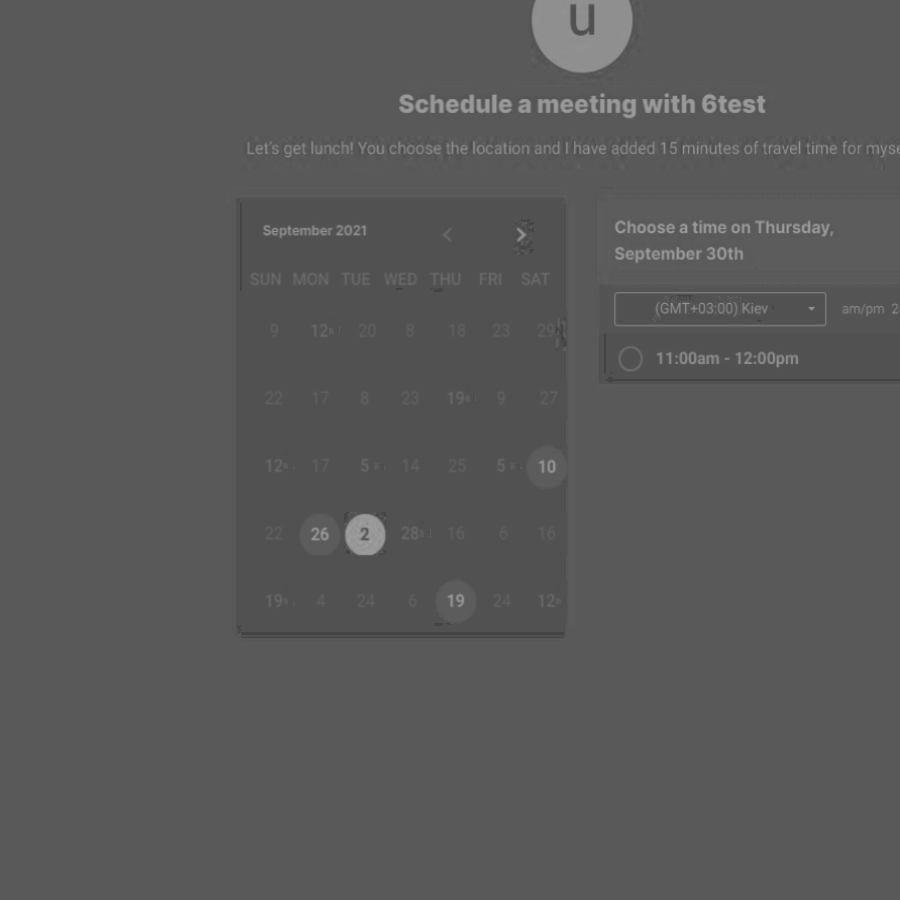 u
Schedule a meeting with 6test
Let's get lunch! You choose the location and I have added 15 minutes of travel time for myse
September 2021
SUN MON TUE WED THU FRI SAT
9 12 20 8 18 23 29
22 17 8 23 19 9 27
12 17 5 14 25 5 10
22 26 2 28 16 6 16
19 4 24 6 19 24 12
Choose a time on Thursday,
September 30th
(GMT+03:00) Kiev am/pm 2
11:00am - 12:00pm